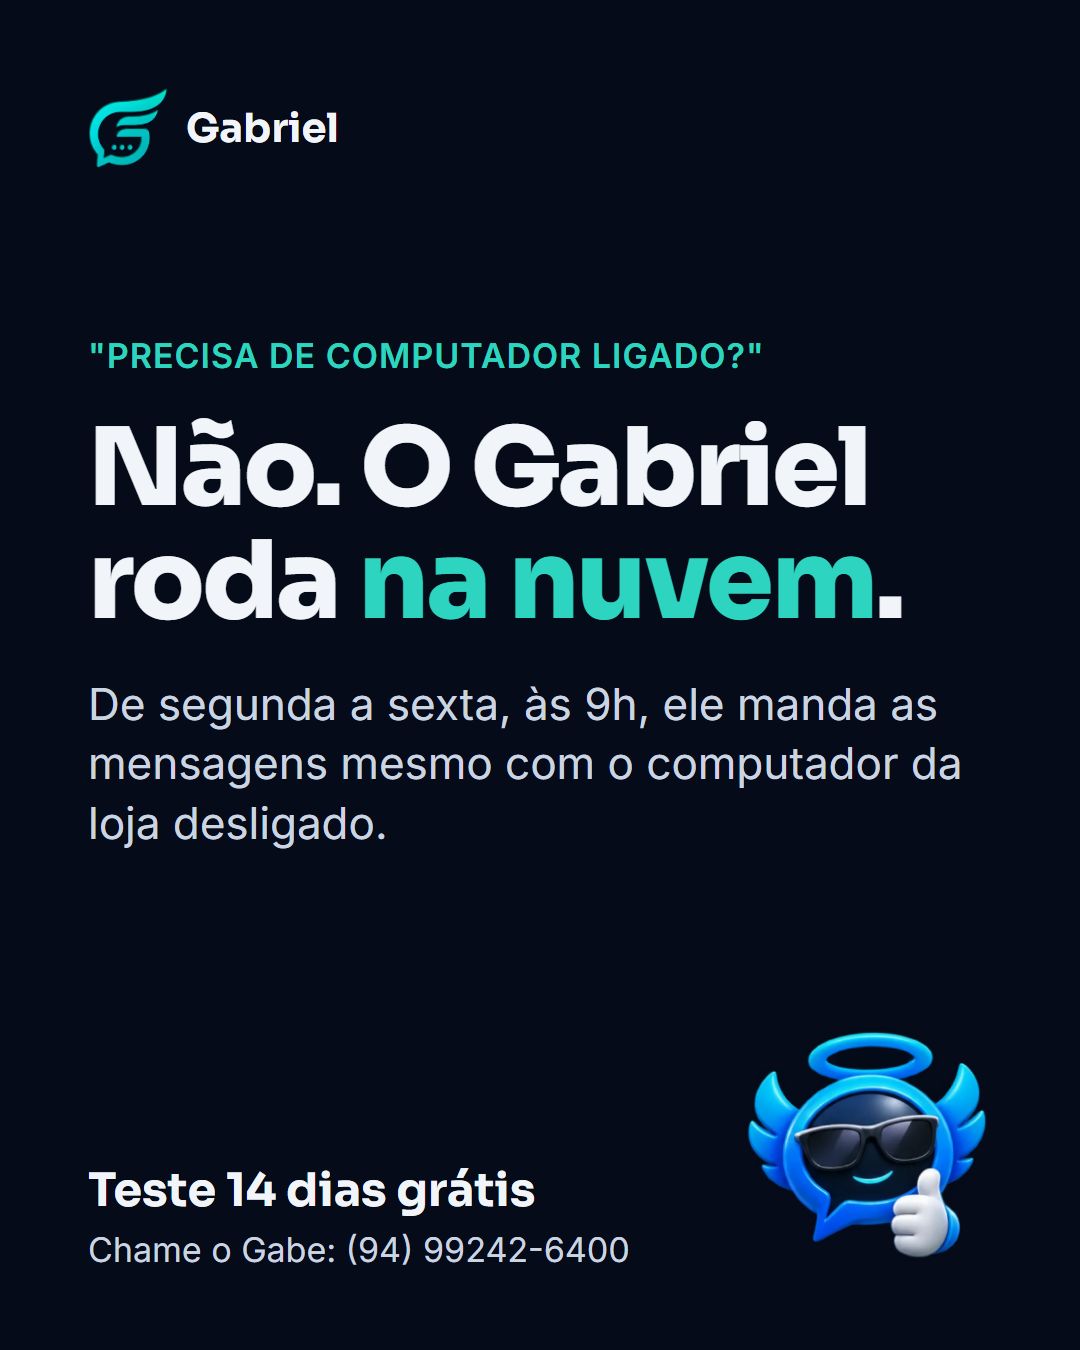 Gabriel
"PRECISA DE COMPUTADOR LIGADO?"
Não. O Gabriel
roda na nuvem.
De segunda a sexta, às 9h, ele manda as
mensagens mesmo com o computador da
loja desligado.
Teste 14 dias grátis
Chame o Gabe: (94) 99242-6400